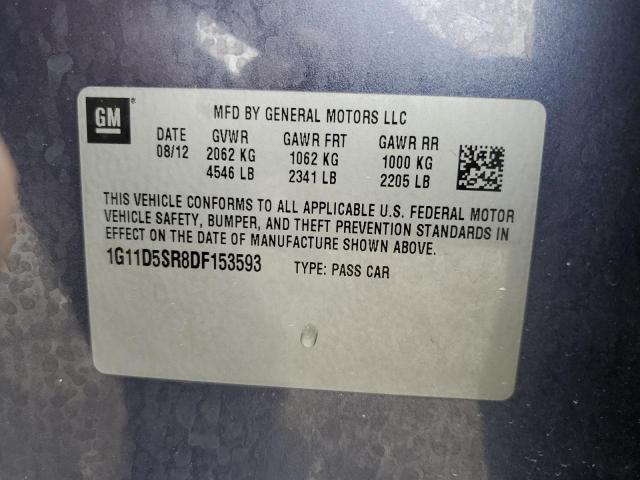 GM
MFD BY GENERAL MOTORS LLC
DATE GVWR GAWR FRT GAWR RR
08/12 2062 KG 1062 KG 1000 KG
4546 LB 2341 LB 2205 LB
THIS VEHICLE CONFORMS TO ALL APPLICABLE U.S. FEDERAL MOTOR
VEHICLE SAFETY, BUMPER, AND THEFT PREVENTION STANDARDS IN
EFFECT ON THE DATE OF MANUFACTURE SHOWN ABOVE.
1G11D5SR8DF153593 TYPE: PASS CAR